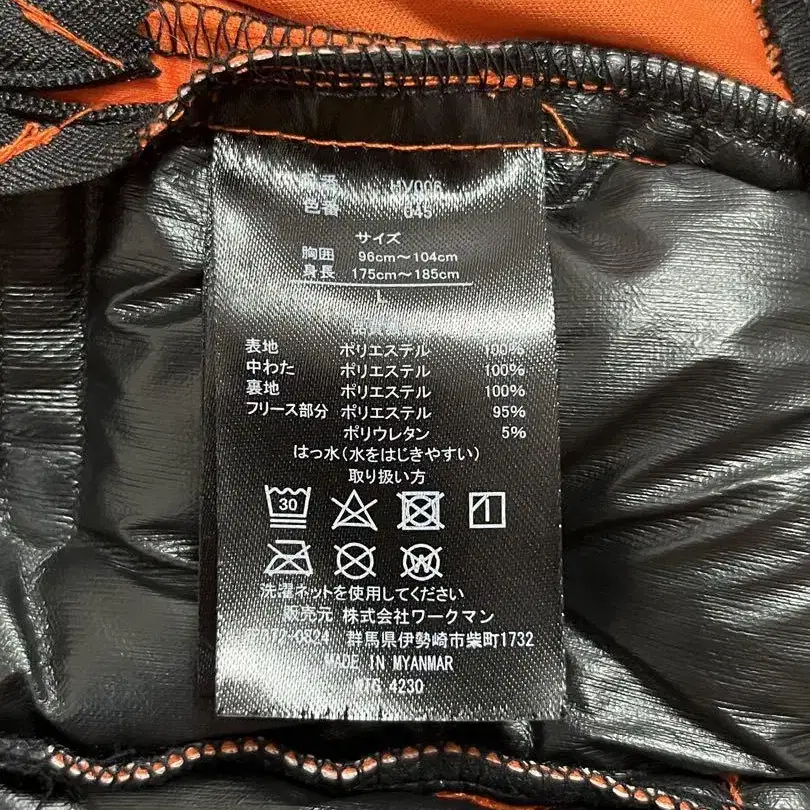 HV006
色番 045
サイズ
胸囲 96cm～104cm
身長 175cm～185cm
L
表地 ポリエステル 100%
中わた ポリエステル 100%
裏地 ポリエステル 100%
フリース部分 ポリエステル 95%
ポリウレタン 5%
はっ水(水をはじきやすい)
取り扱い方
30
W
洗濯ネットを使用してください
販売元 株式会社ワークマン
群馬県伊勢崎市柴町1732
MADE IN MYANMAR
4230